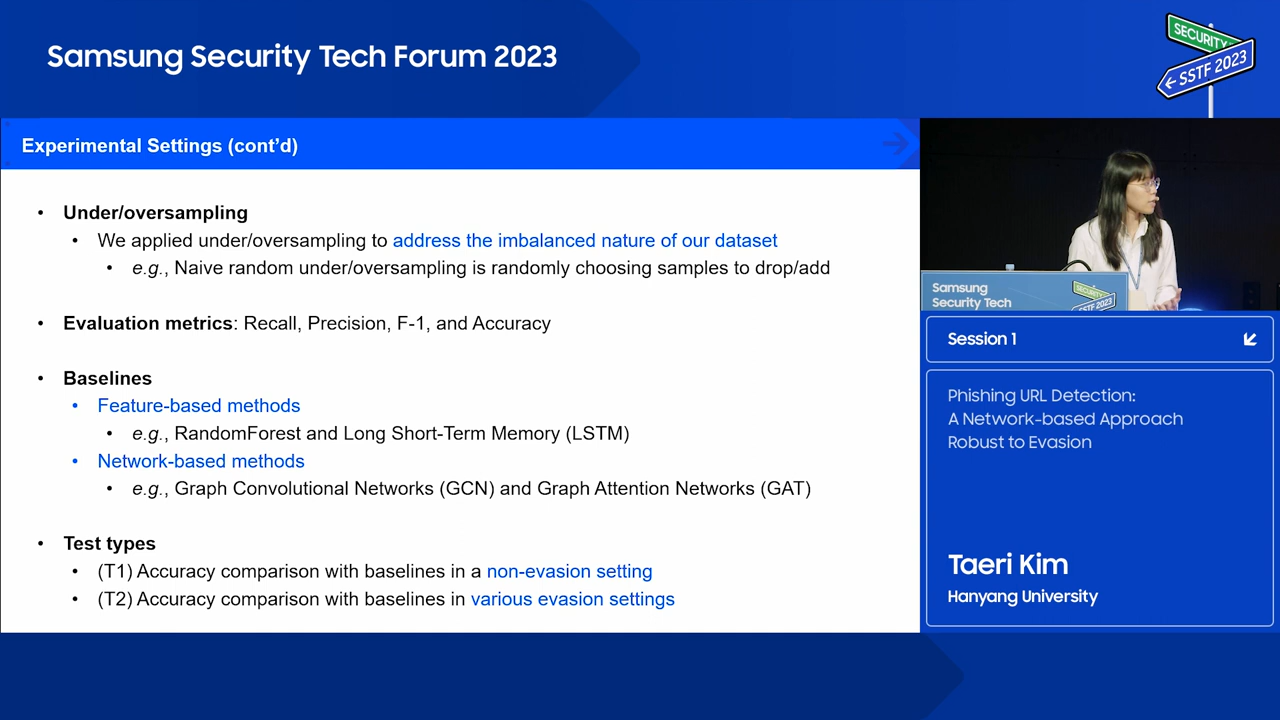 Samsung Security Tech Forum 2023
SECURITY
SSTF 2023
Experimental Settings (cont’d)
• Under/oversampling
• We applied under/oversampling to address the imbalanced nature of our dataset
• e.g., Naive random under/oversampling is randomly choosing samples to drop/add
• Evaluation metrics: Recall, Precision, F-1, and Accuracy
• Baselines
• Feature-based methods
• e.g., RandomForest and Long Short-Term Memory (LSTM)
• Network-based methods
• e.g., Graph Convolutional Networks (GCN) and Graph Attention Networks (GAT)
• Test types
• (T1) Accuracy comparison with baselines in a non-evasion setting
• (T2) Accuracy comparison with baselines in various evasion settings
Samsung
Security Tech
SECURITY
SSTF 2023
Session 1
Phishing URL Detection:
A Network-based Approach
Robust to Evasion
Taeri Kim
Hanyang University